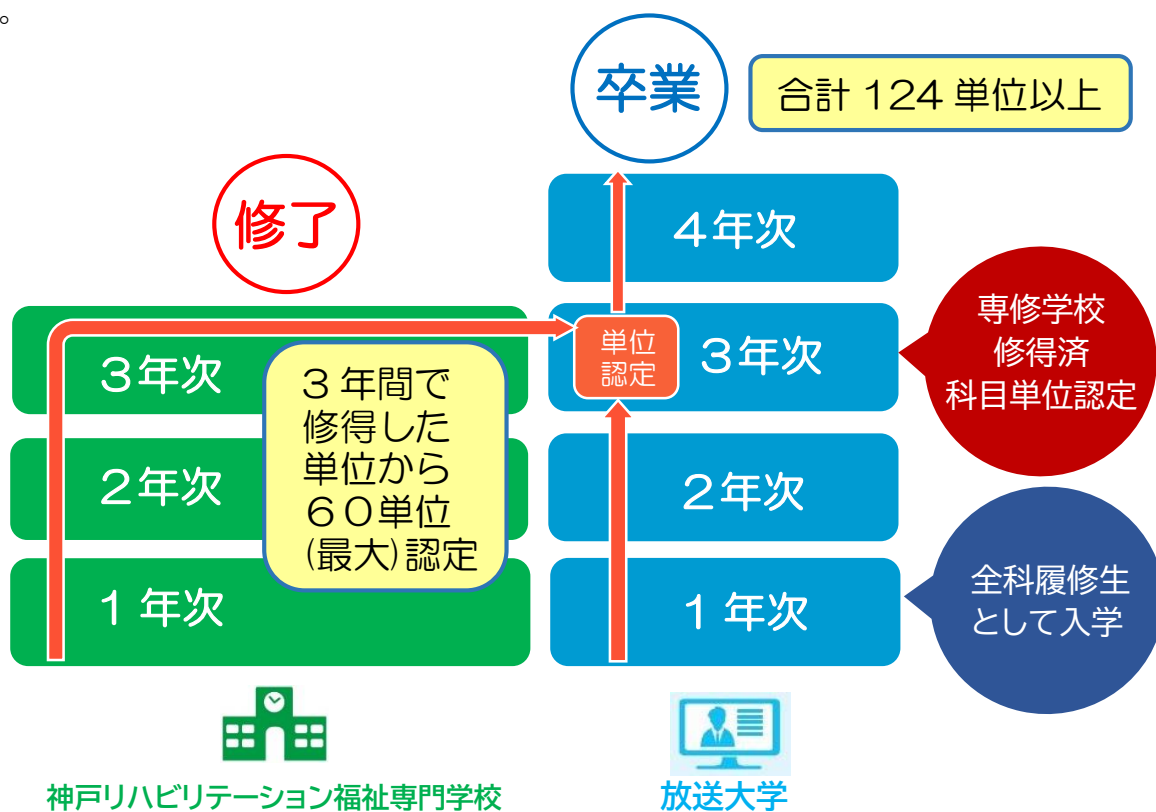 。
卒業
合計 124 単位以上
修了
4年次
3年次
2年次
1年次
3年間で
修得した
単位から
60単位
(最大)認定
単位
認定
3年次
2年次
1年次
専修学校
修得済
科目単位認定
全科履修生
として入学
神戸リハビリテーション福祉専門学校
放送大学